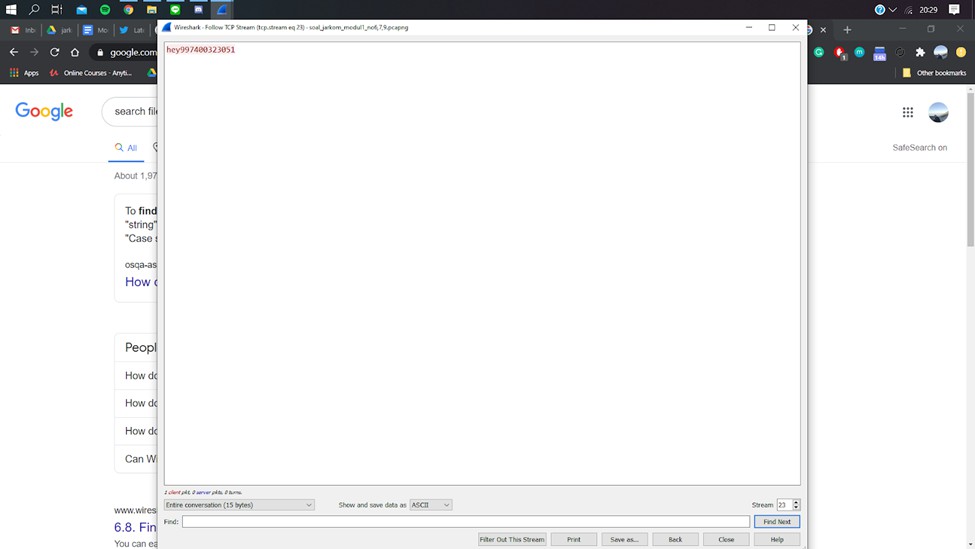 20:29
Wireshark - Follow TCP Stream (tcp.stream eq 23) - soal_jarkom_modul1_no6,7,9.pcapng
Inb
jark
Mo
Lat
google.com
1
14h
Apps
Online Courses - Anyti...
Other bookmarks
hey997400323051
Google
search file
All
SafeSearch on
About 1,97
To find
"string"
"Case s
osqa-as
How d
Peopl
How do
How do
How do
Can Wi
www.wires
6.8. Fin
You can ea
1 client pkt, 0 server pkts, 0 turns.
Entire conversation (15 bytes)
Show and save data as
ASCII
Stream
23
Find:
Find Next
Filter Out This Stream
Print
Save as...
Back
Close
Help